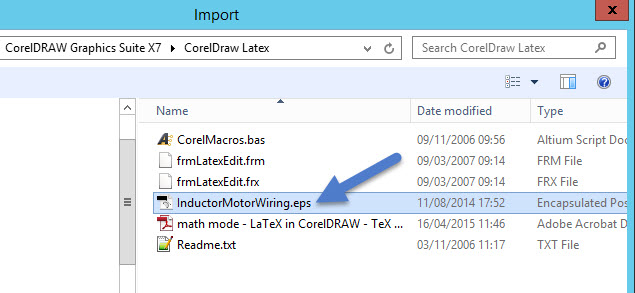 Import
CorelDRAW Graphics Suite X7 CorelDraw Latex Search CorelDraw Latex
Name Date modified Type
CorelMacros.bas 09/11/2006 09:56 Altium Script Doc
frmLatexEdit.frm 09/03/2007 09:14 FRM File
frmLatexEdit.frx 09/03/2007 09:14 FRX File
InductorMotorWiring.eps 11/08/2014 17:52 Encapsulated Pos
math mode - LaTeX in CorelDRAW - TeX ... 16/04/2015 11:46 Adobe Acrobat D
Readme.txt 03/11/2006 11:17 TXT File